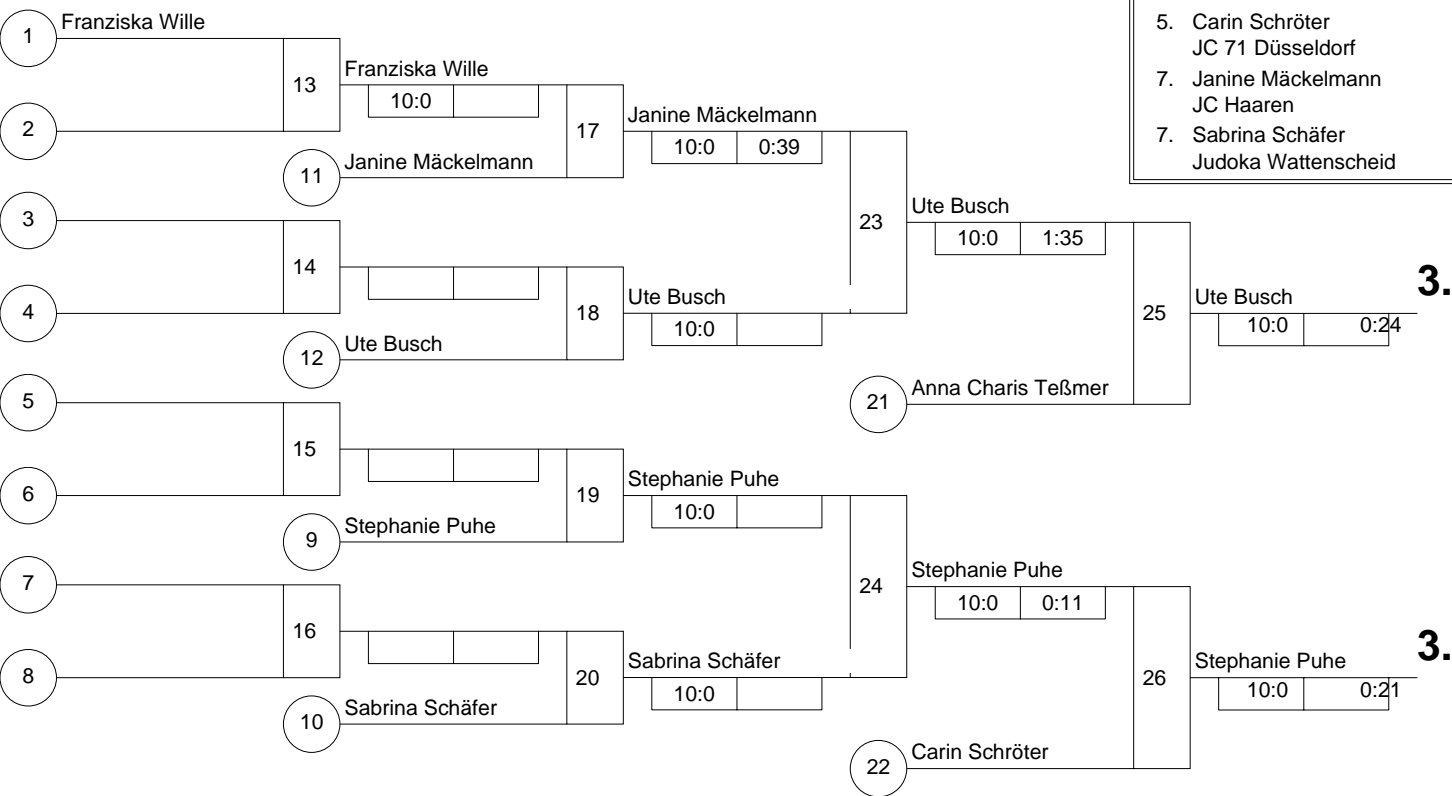 5. Carin Schröter
JC 71 Düsseldorf
7. Janine Mäckelmann
JC Haaren
7. Sabrina Schäfer
Judoka Wattenscheid
1 Franziska Wille
2
13
Franziska Wille
10:0
11 Janine Mäckelmann
17
Janine Mäckelmann
10:0 0:39
3
4
14
12 Ute Busch
18
Ute Busch
10:0
23
Ute Busch
10:0 1:35
21 Anna Charis Teßmer
25
Ute Busch
10:0 0:24
3.
5
6
15
9 Stephanie Puhe
19
Stephanie Puhe
10:0
7
8
16
10 Sabrina Schäfer
20
Sabrina Schäfer
10:0
24
Stephanie Puhe
10:0 0:11
22 Carin Schröter
26
Stephanie Puhe
10:0 0:21
3.